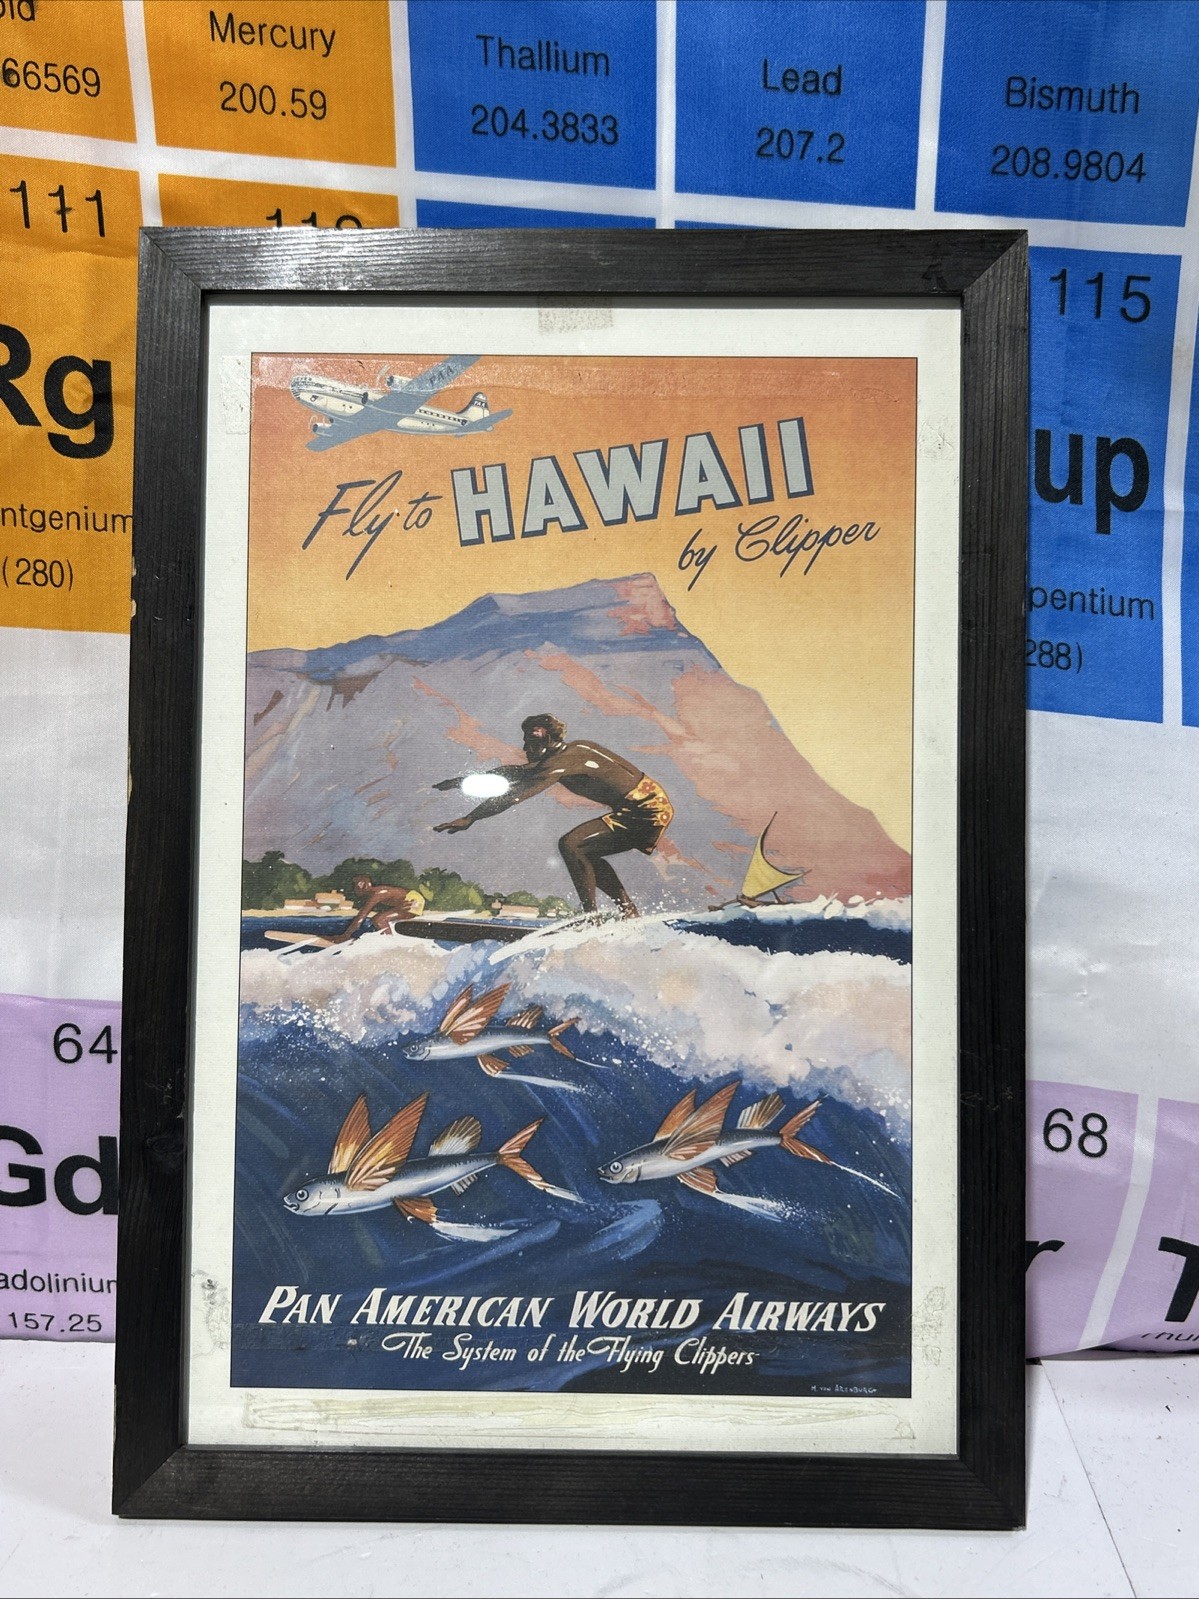 Mercury
200.59
Thallium
204.3833
Lead
207.2
Bismuth
208.9804
66569
111
115
Rg
up
ntgenium
(280)
pentium
288)
PAA
Fly to HAWAII
by Clipper
64
Gd
adolinium
157.25
68
r
T
PAN AMERICAN WORLD AIRWAYS
The System of the Flying Clippers